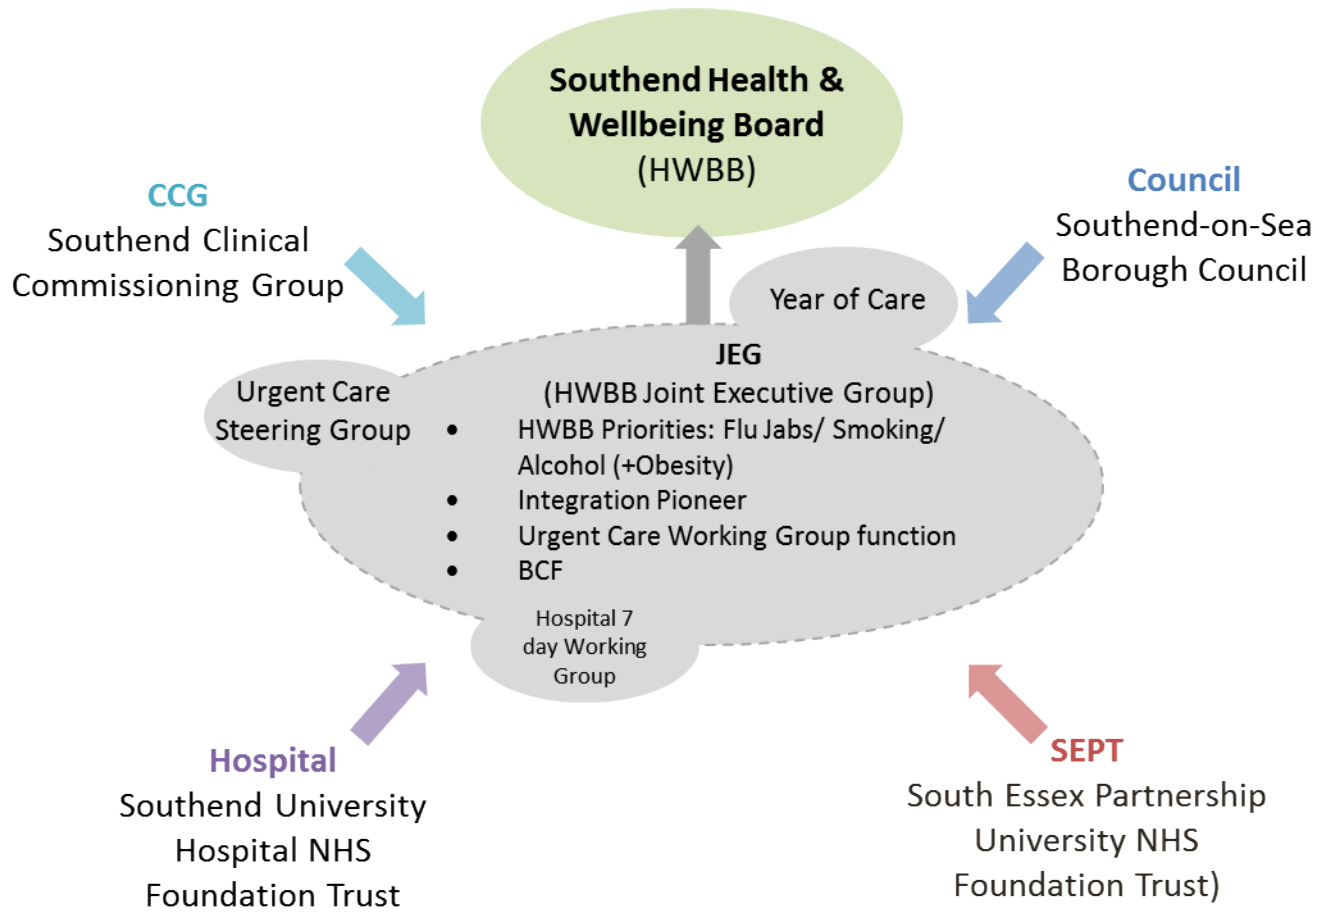 Southend Health &
Wellbeing Board
(HWBB)
CCG
Southend Clinical
Commissioning Group
Council
Southend-on-Sea
Borough Council
Year of Care
Urgent Care
Steering Group
JEG
(HWBB Joint Executive Group)
• HWBB Priorities: Flu Jabs/ Smoking/
Alcohol (+Obesity)
• Integration Pioneer
• Urgent Care Working Group function
• BCF
Hospital 7
day Working
Group
Hospital
Southend University
Hospital NHS
Foundation Trust
SEPT
South Essex Partnership
University NHS
Foundation Trust)